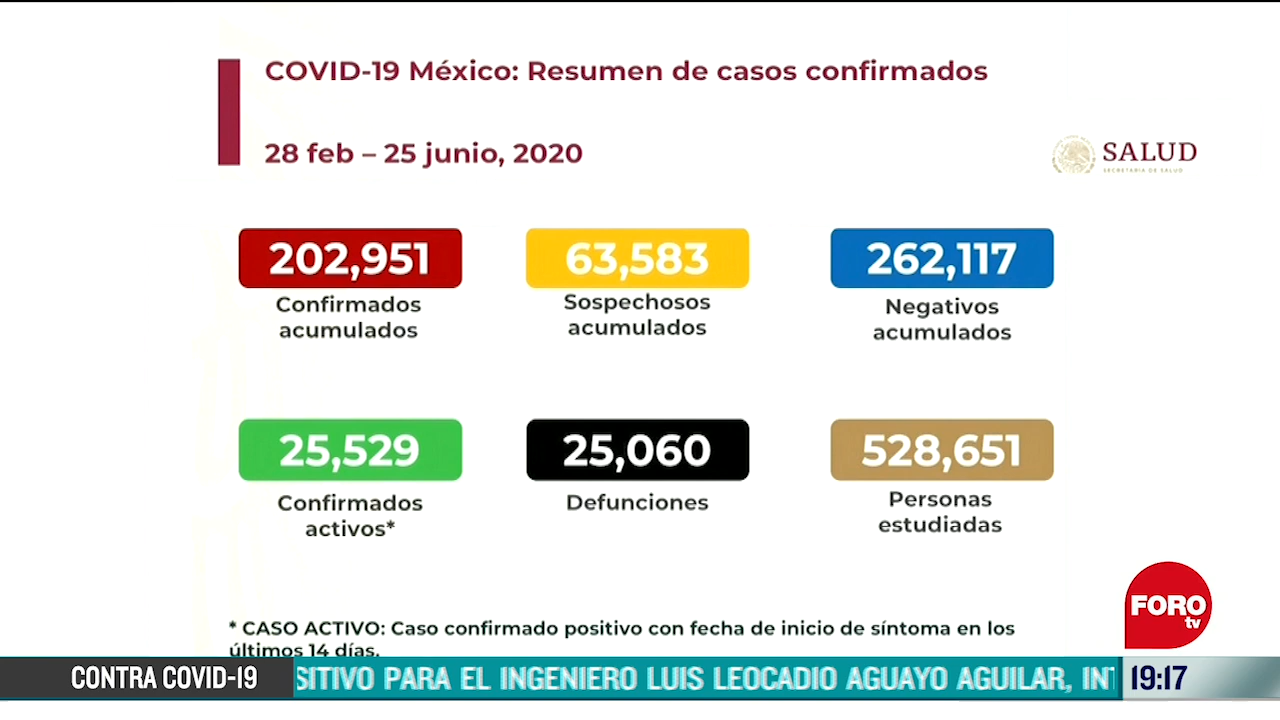 COVID-19 México: Resumen de casos confirmados
28 feb – 25 junio, 2020
SALUD
SECRETARÍA DE SALUD
202,951
Confirmados
acumulados
63,583
Sospechosos
acumulados
262,117
Negativos
acumulados
25,529
Confirmados
activos*
25,060
Defunciones
528,651
Personas
estudiadas
* CASO ACTIVO: Caso confirmado positivo con fecha de inicio de síntoma en los
últimos 14 días.
FORO
tv
CONTRA COVID-19
SITIVO PARA EL INGENIERO LUIS LEOCADIO AGUAYO AGUILAR, INT
19:17